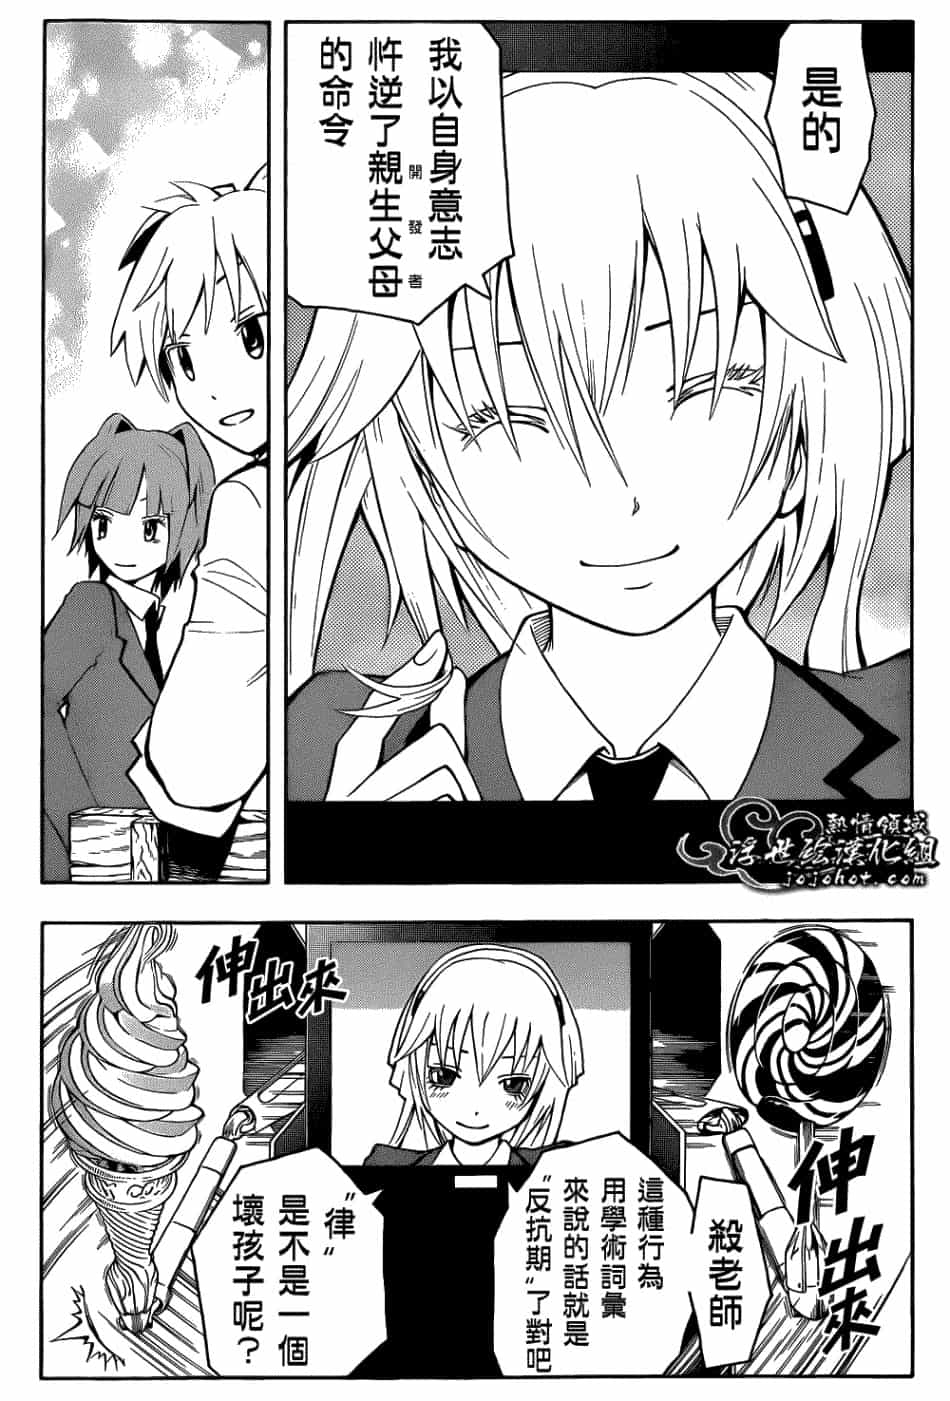 是的
我以自身意志
忤逆了親生父母
開發者
的命令
熱情領域
浮世绘漢化組
jojohot.com
伸出來
殺老師
這種行為
用學術詞彙
來說的話就是
“反抗期”了對吧
伸出來
“律”
是不是一個
壞孩子呢？